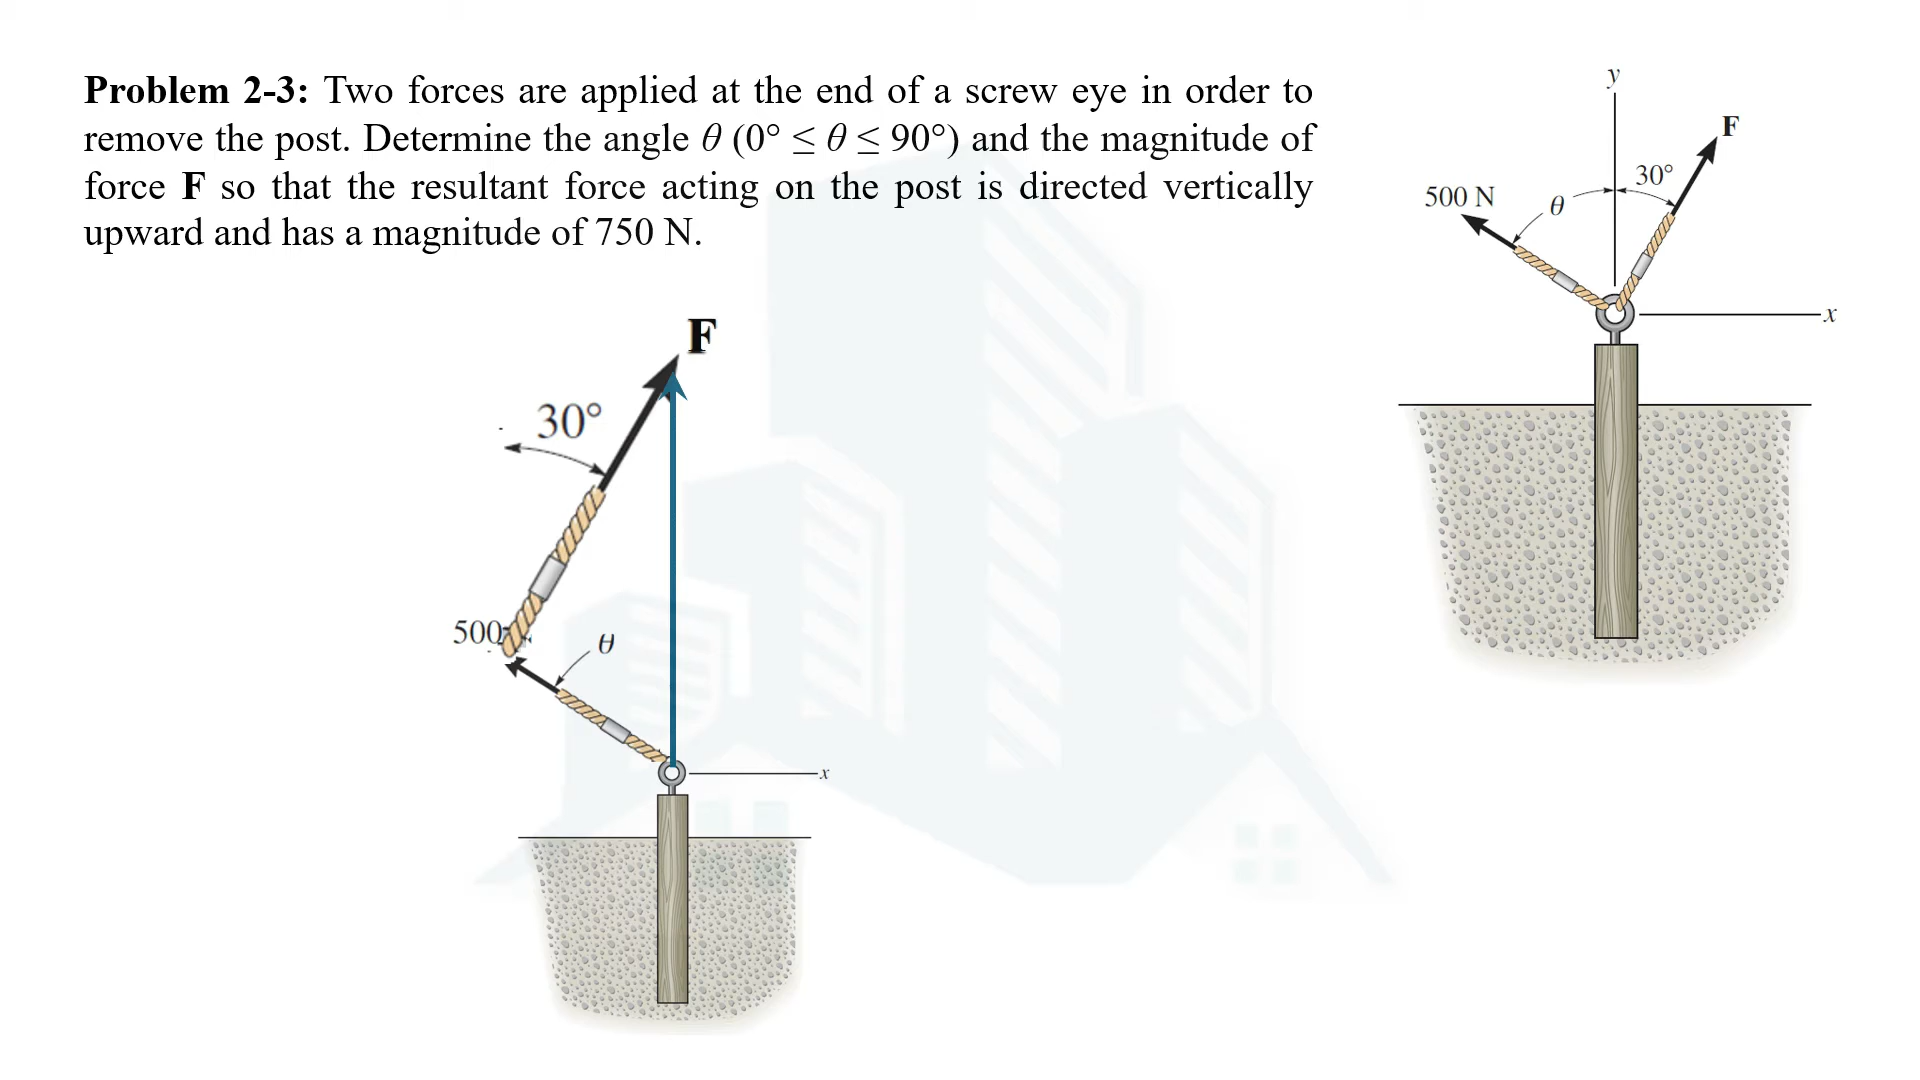 Problem 2-3: Two forces are applied at the end of a screw eye in order to
remove the post. Determine the angle θ (0° ≤ θ ≤ 90°) and the magnitude of
force F so that the resultant force acting on the post is directed vertically
upward and has a magnitude of 750 N.
y
F
30°
500 N
θ
x
F
30°
500
θ
x